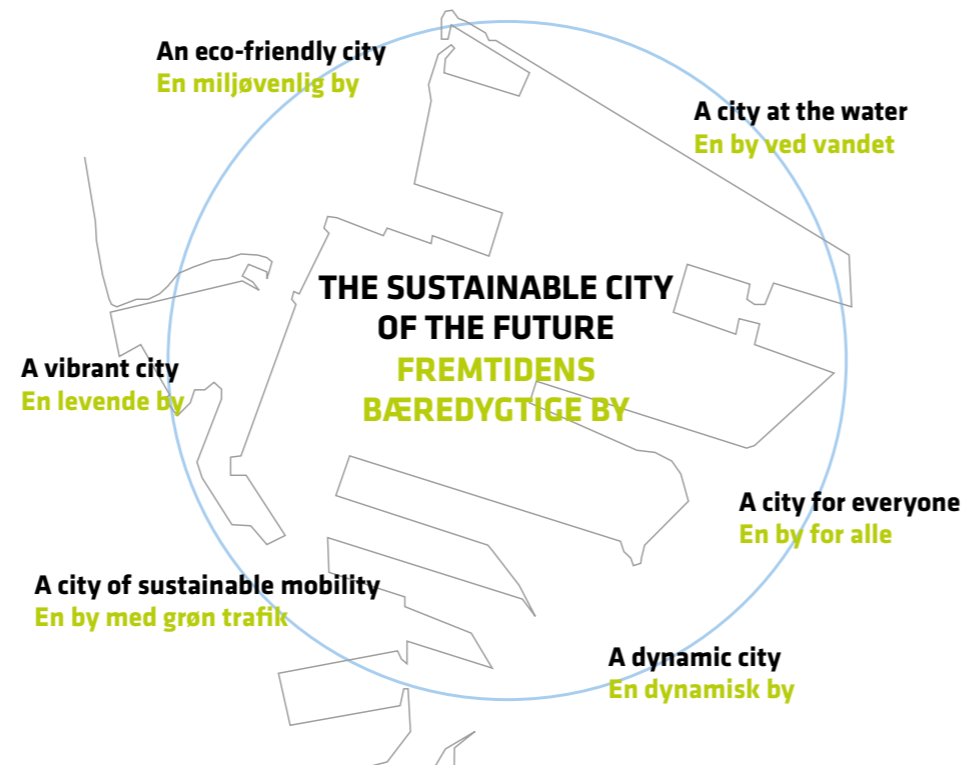 An eco-friendly city
En miljøvenlig by
A city at the water
En by ved vandet
THE SUSTAINABLE CITY
OF THE FUTURE
FREMTIDENS
BÆREDYGTIGE BY
A vibrant city
En levende by
A city for everyone
En by for alle
A city of sustainable mobility
En by med grøn trafik
A dynamic city
En dynamisk by